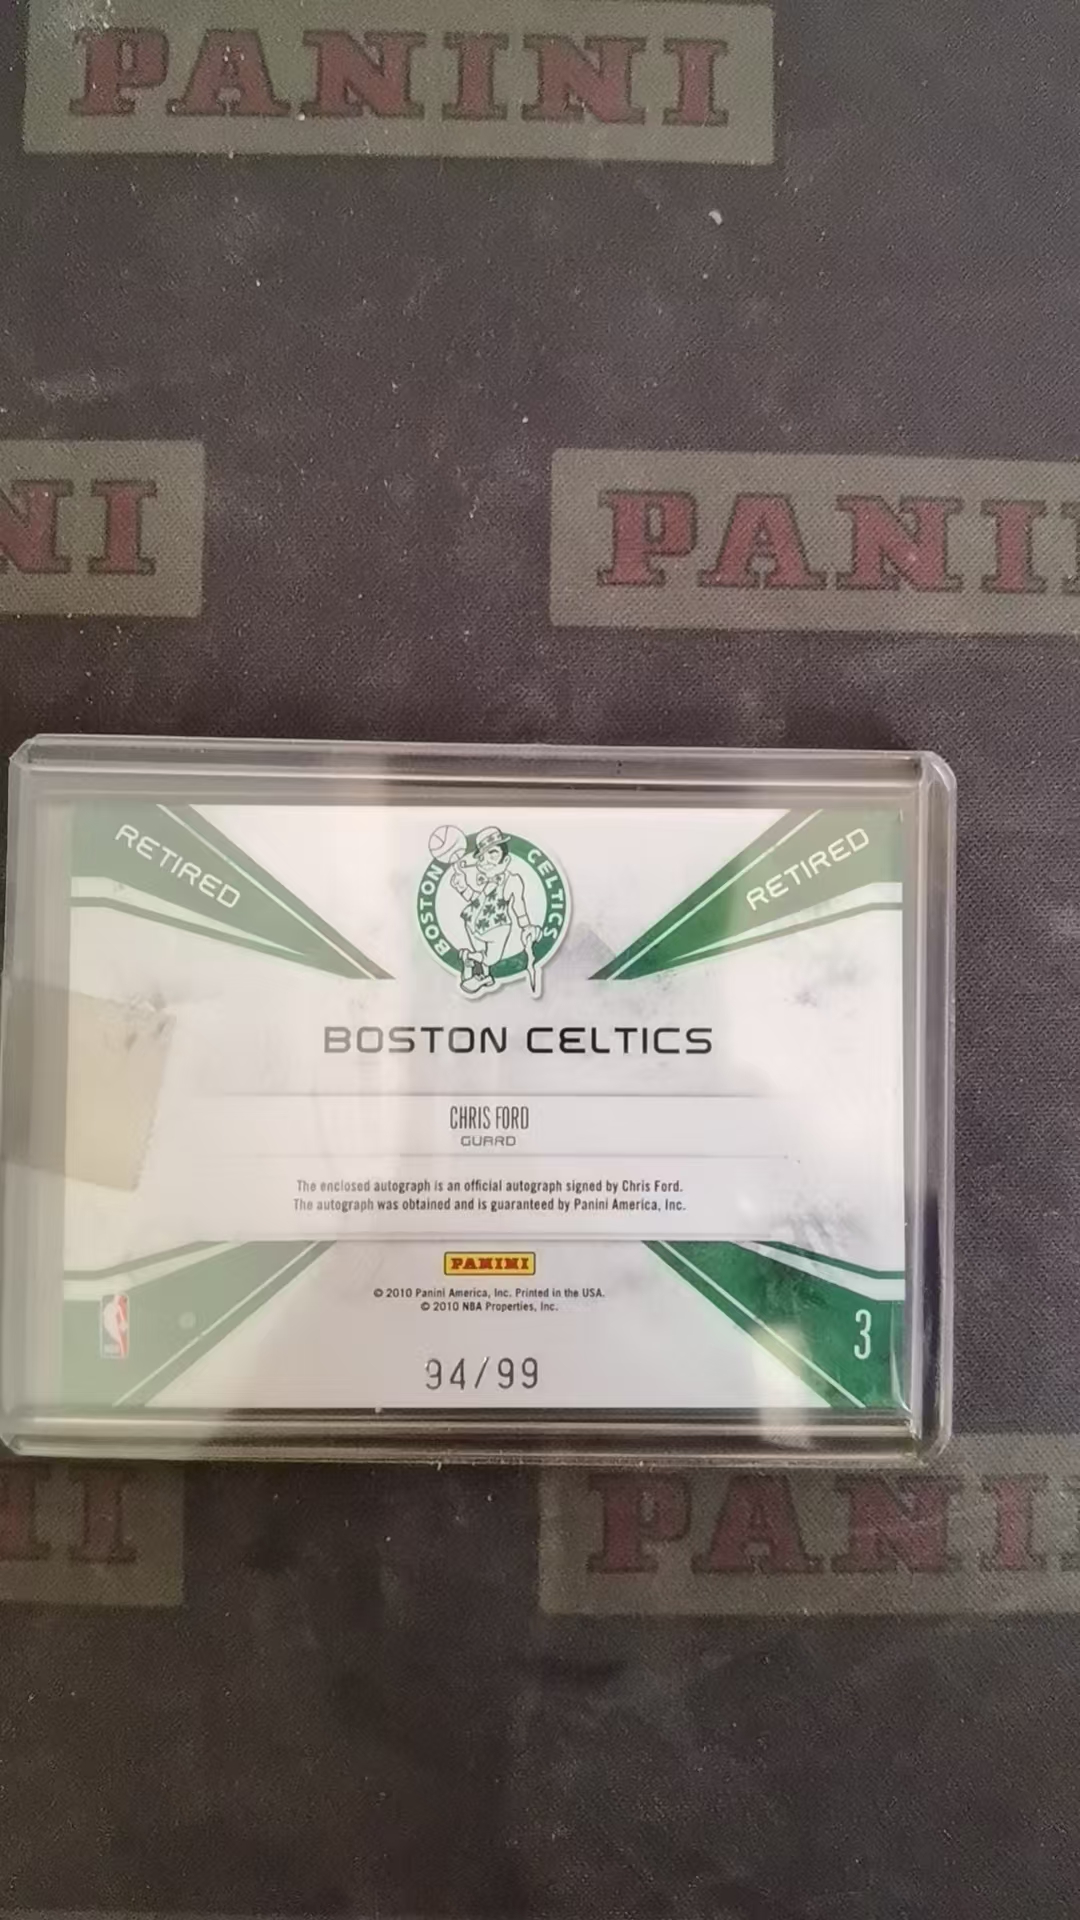 PANINI
NI
PANINI
RETIRED
RETIRED
BOSTON CELTICS
BOSTON CELTICS
CHRIS FORD
GUARD
The enclosed autograph is an official autograph signed by Chris Ford.
The autograph was obtained and is guaranteed by Panini America, Inc.
PANINI
© 2010 Panini America, Inc. Printed in the USA.
© 2010 NBA Properties, Inc.
3
94/99
PANI